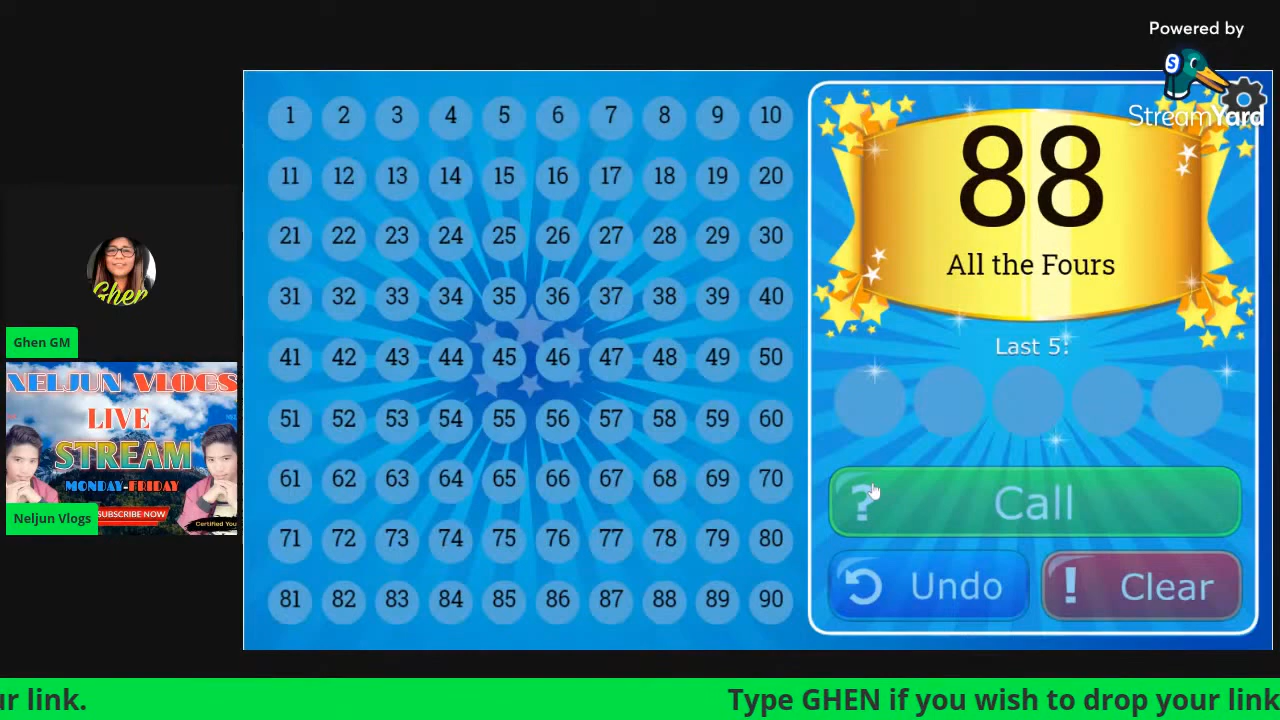 Powered by
StreamYard
1 2 3 4 5 6 7 8 9 10
11 12 13 14 15 16 17 18 19 20
21 22 23 24 25 26 27 28 29 30
31 32 33 34 35 36 37 38 39 40
41 42 43 44 45 46 47 48 49 50
51 52 53 54 55 56 57 58 59 60
61 62 63 64 65 66 67 68 69 70
71 72 73 74 75 76 77 78 79 80
81 82 83 84 85 86 87 88 89 90
88
All the Fours
Last 5:
? Call
Undo
! Clear
Ghen
Ghen GM
NELJUN VLOGS
LIVE
STREAM
MONDAY-FRIDAY
SUBSCRIBE NOW
Certified You
Neljun Vlogs
ur link.
Type GHEN if you wish to drop your link